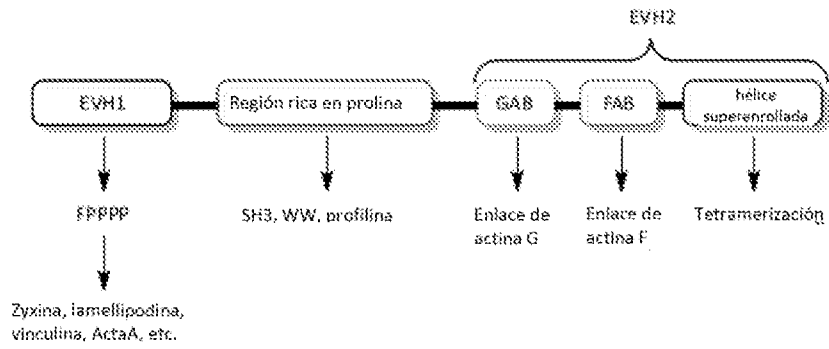 EVH2
EVH1
Región rica en prolina
GAB
FAB
hélice
superenrollada
FPPPP
SH3, WW, profilina
Enlace de
actina G
Enlace de
actina F
Tetramerización
Zyxina, lamellipodina,
vinculina, ActaA, etc.